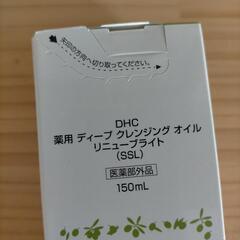 矢印の方向へ切り取ってください。
DHC
薬用 ディープ クレンジング オイル
リニューブライト
(SSL)
医薬部外品
150mL